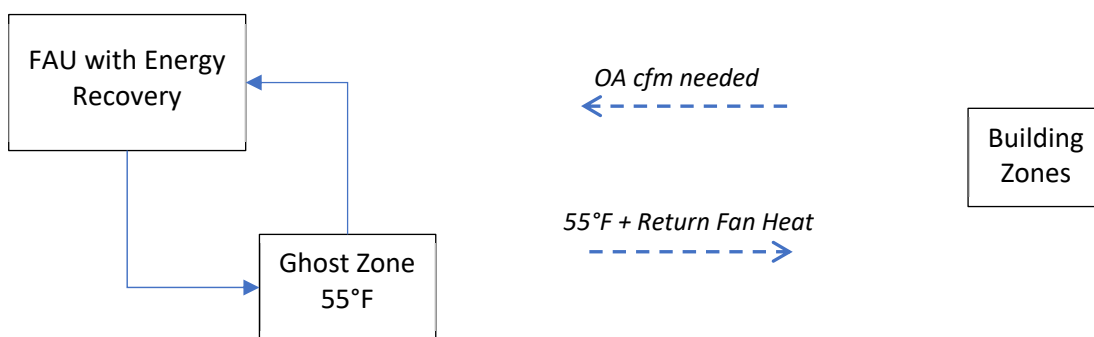 FAU with Energy
Recovery
OA cfm needed
Building
Zones
55°F + Return Fan Heat
Ghost Zone
55°F